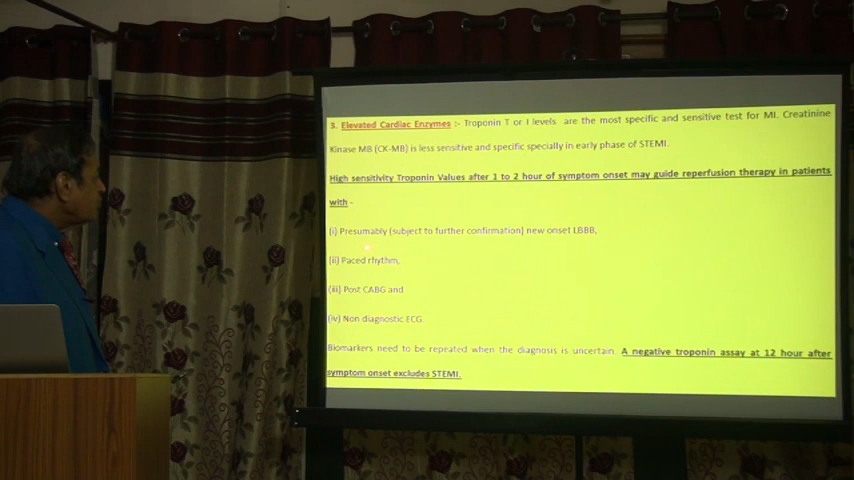 3. Elevated Cardiac Enzymes :- Troponin T or I levels are the most specific and sensitive test for MI. Creatinine
Kinase MB (CK-MB) is less sensitive and specific specially in early phase of STEMI.
High sensitivity Troponin Values after 1 to 2 hour of symptom onset may guide reperfusion therapy in patients
with -
(i) Presumably (subject to further confirmation) new onset LBBB,
(ii) Paced rhythm,
(iii) Post CABG and
(iv) Non diagnostic ECG.
Biomarkers need to be repeated when the diagnosis is uncertain. A negative troponin assay at 12 hour after
symptom onset excludes STEMI.